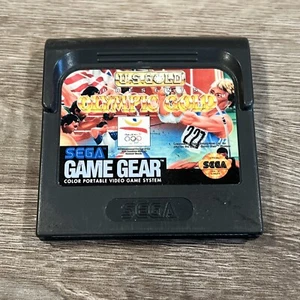 U.S. GOLD
OLYMPIC GOLD
227
SEGA
GAME GEAR
COLOR PORTABLE VIDEO GAME SYSTEM
SEGA
SEGA